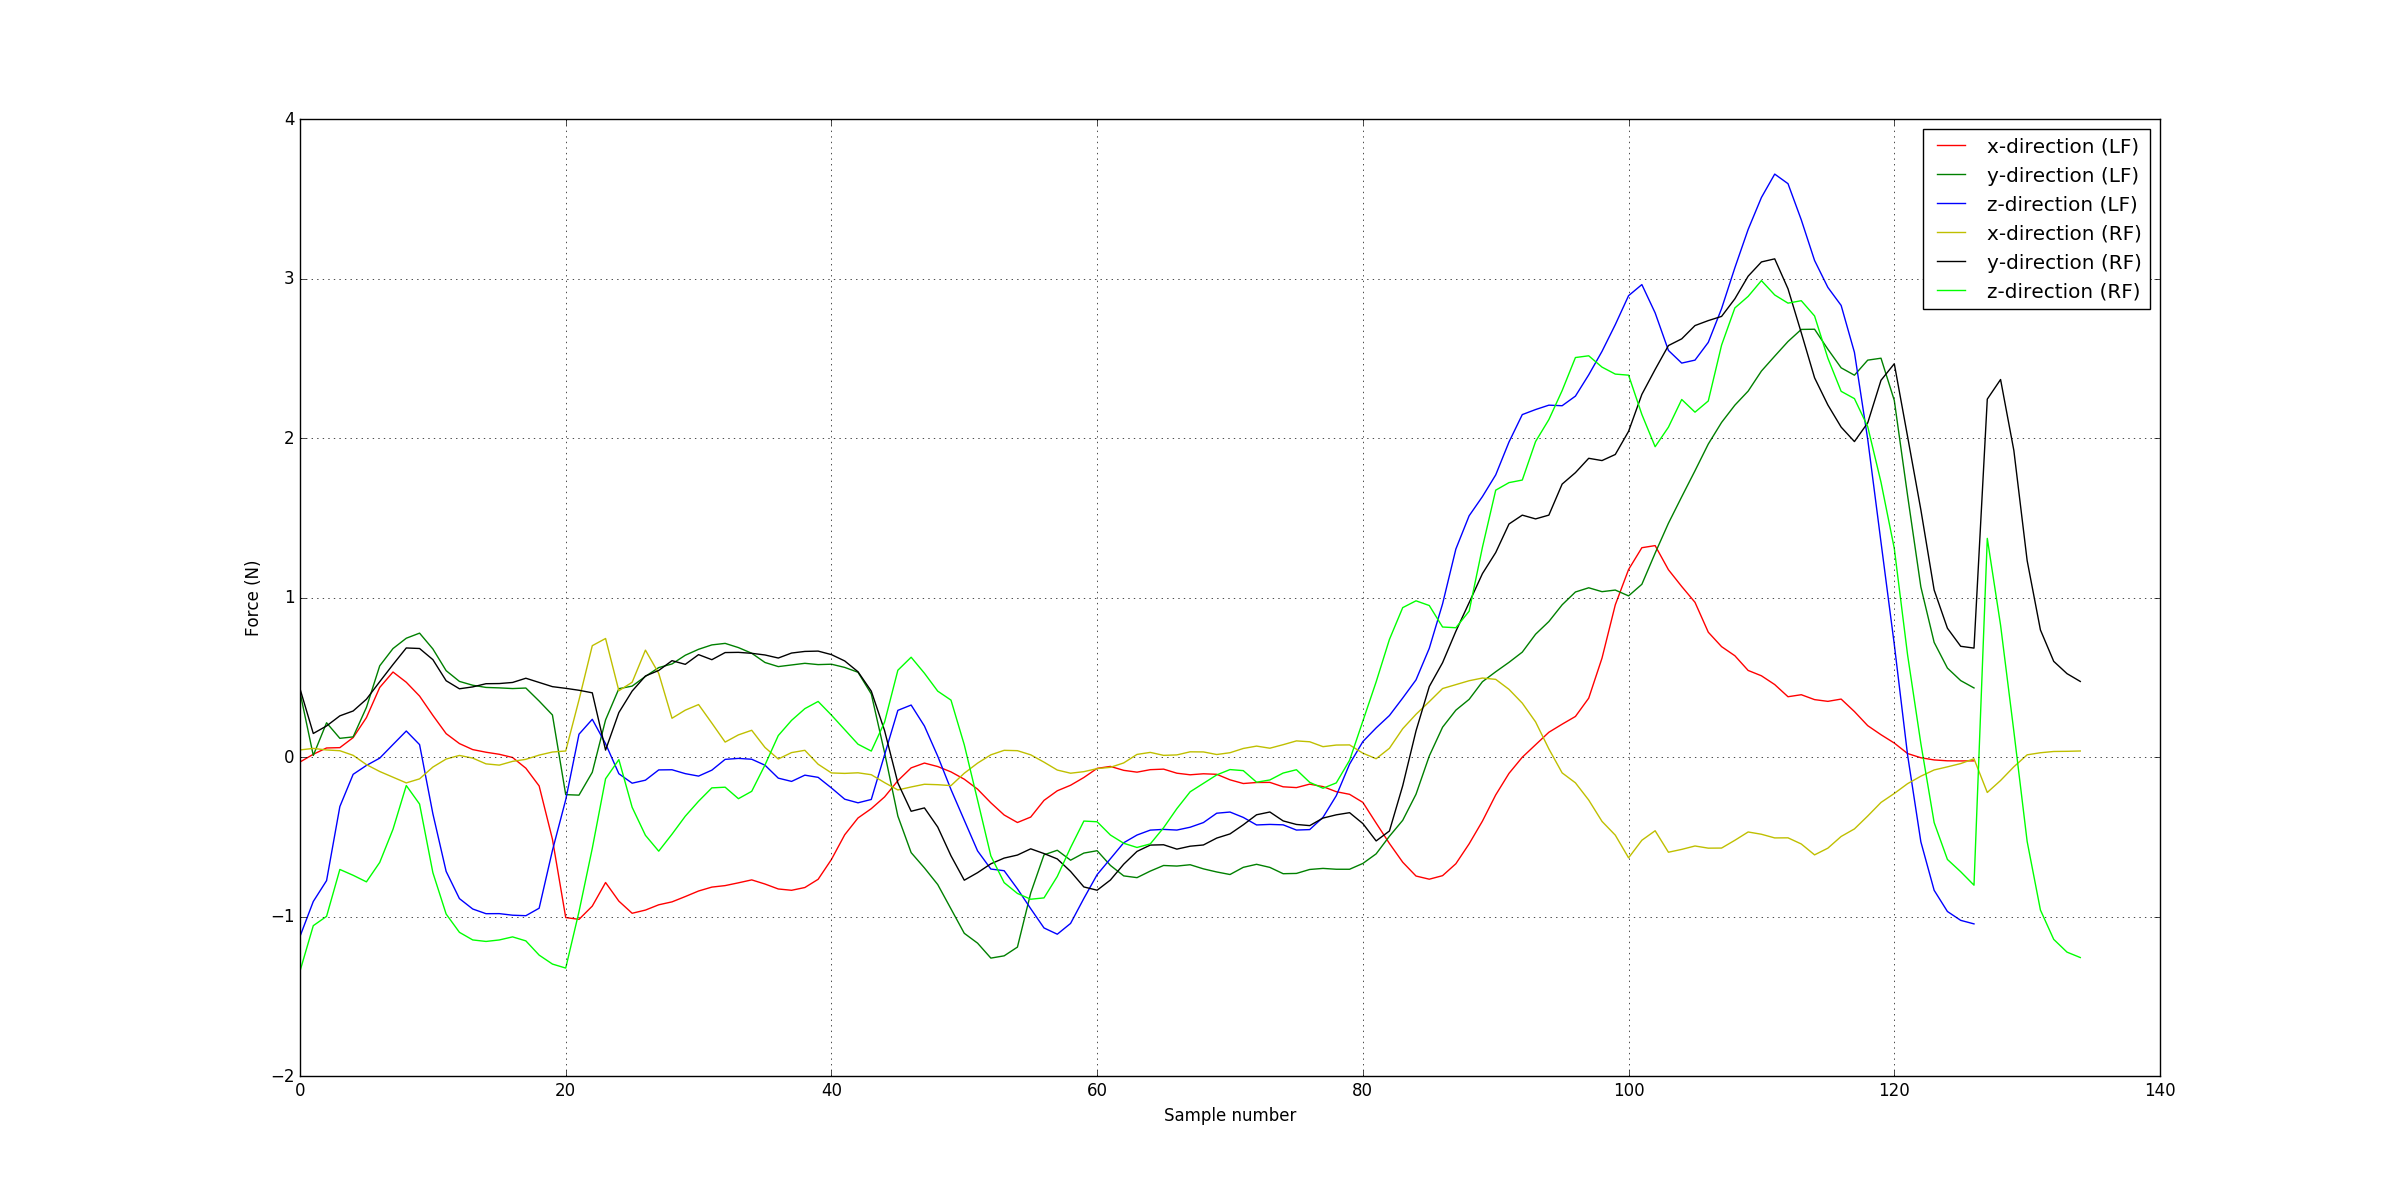 4
3
2
1
0
−1
−2
Force (N)
x-direction (LF)
y-direction (LF)
z-direction (LF)
x-direction (RF)
y-direction (RF)
z-direction (RF)
0 20 40 60 80 100 120 140
Sample number